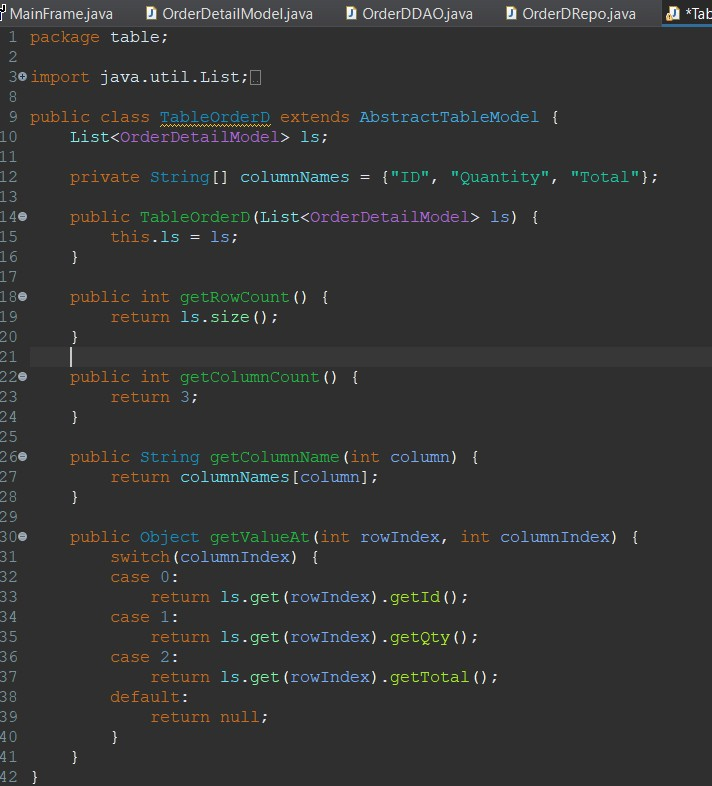 MainFrame.java OrderDetailModel.java OrderDDAO.java OrderDRepo.java *Tab
1 package table;
2
3 import java.util.List;
8
9 public class TableOrderD extends AbstractTableModel {
10 List<OrderDetailModel> ls;
11
12 private String[] columnNames = {"ID", "Quantity", "Total"};
13
14 public TableOrderD(List<OrderDetailModel> ls) {
15 this.ls = ls;
16 }
17
18 public int getRowCount() {
19 return ls.size();
20 }
21
22 public int getColumnCount() {
23 return 3;
24 }
25
26 public String getColumnName(int column) {
27 return columnNames[column];
28 }
29
30 public Object getValueAt(int rowIndex, int columnIndex) {
31 switch(columnIndex) {
32 case 0:
33 return ls.get(rowIndex).getId();
34 case 1:
35 return ls.get(rowIndex).getQty();
36 case 2:
37 return ls.get(rowIndex).getTotal();
38 default:
39 return null;
40 }
41 }
42 }